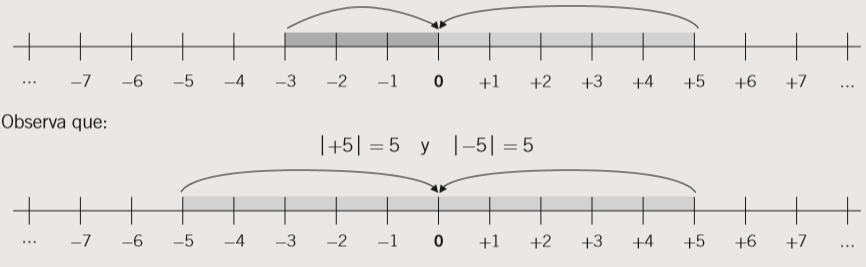 ... −7 −6 −5 −4 −3 −2 −1 0 +1 +2 +3 +4 +5 +6 +7 ...
Observa que:
|+5| = 5 y |−5| = 5
... −7 −6 −5 −4 −3 −2 −1 0 +1 +2 +3 +4 +5 +6 +7 ...